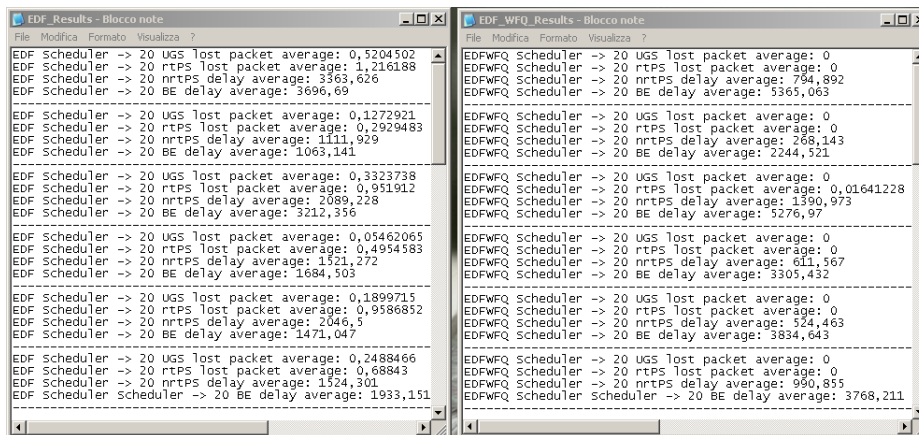 EDF_Results - Blocco note
File Modifica Formato Visualizza ?
EDF Scheduler -> 20 UGS lost packet average: 0,5204502
EDF Scheduler -> 20 rtPS lost packet average: 1,216188
EDF Scheduler -> 20 nrtPS delay average: 3363,626
EDF Scheduler -> 20 BE delay average: 3696,69
EDF Scheduler -> 20 UGS lost packet average: 0,1272921
EDF Scheduler -> 20 rtPS lost packet average: 0,2929483
EDF Scheduler -> 20 nrtPS delay average: 1111,929
EDF Scheduler -> 20 BE delay average: 1063,141
EDF Scheduler -> 20 UGS lost packet average: 0,3323738
EDF Scheduler -> 20 rtPS lost packet average: 0,951912
EDF Scheduler -> 20 nrtPS delay average: 2089,228
EDF Scheduler -> 20 BE delay average: 3212,356
EDF Scheduler -> 20 UGS lost packet average: 0,05462065
EDF Scheduler -> 20 rtPS lost packet average: 0,4954583
EDF Scheduler -> 20 nrtPS delay average: 1521,272
EDF Scheduler -> 20 BE delay average: 1684,503
EDF Scheduler -> 20 UGS lost packet average: 0,1899715
EDF Scheduler -> 20 rtPS lost packet average: 0,9586852
EDF Scheduler -> 20 nrtPS delay average: 2046,5
EDF Scheduler -> 20 BE delay average: 1471,047
EDF Scheduler -> 20 UGS lost packet average: 0,2488466
EDF Scheduler -> 20 rtPS lost packet average: 0,68843
EDF Scheduler -> 20 nrtPS delay average: 1524,301
EDF Scheduler Scheduler -> 20 BE delay average: 1933,151
EDF_WFQ_Results - Blocco note
File Modifica Formato Visualizza ?
EDFWFQ Scheduler -> 20 UGS lost packet average: 0
EDFWFQ Scheduler -> 20 rtPS lost packet average: 0
EDFWFQ Scheduler -> 20 nrtPS delay average: 794,892
EDFWFQ Scheduler -> 20 BE delay average: 5365,063
EDFWFQ Scheduler -> 20 UGS lost packet average: 0
EDFWFQ Scheduler -> 20 rtPS lost packet average: 0
EDFWFQ Scheduler -> 20 nrtPS delay average: 268,143
EDFWFQ Scheduler -> 20 BE delay average: 2244,521
EDFWFQ Scheduler -> 20 UGS lost packet average: 0
EDFWFQ Scheduler -> 20 rtPS lost packet average: 0,01641228
EDFWFQ Scheduler -> 20 nrtPS delay average: 1390,973
EDFWFQ Scheduler -> 20 BE delay average: 5276,97
EDFWFQ Scheduler -> 20 UGS lost packet average: 0
EDFWFQ Scheduler -> 20 rtPS lost packet average: 0
EDFWFQ Scheduler -> 20 nrtPS delay average: 611,567
EDFWFQ Scheduler -> 20 BE delay average: 3305,432
EDFWFQ Scheduler -> 20 UGS lost packet average: 0
EDFWFQ Scheduler -> 20 rtPS lost packet average: 0
EDFWFQ Scheduler -> 20 nrtPS delay average: 524,463
EDFWFQ Scheduler -> 20 BE delay average: 3834,643
EDFWFQ Scheduler -> 20 UGS lost packet average: 0
EDFWFQ Scheduler -> 20 rtPS lost packet average: 0
EDFWFQ Scheduler -> 20 nrtPS delay average: 990,855
EDFWFQ Scheduler Scheduler -> 20 BE delay average: 3768,211